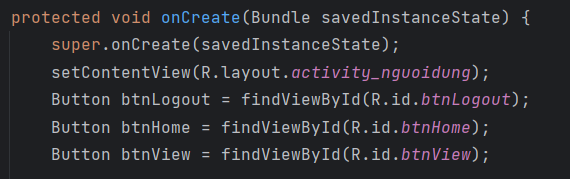 protected void onCreate(Bundle savedInstanceState) {
super.onCreate(savedInstanceState);
setContentView(R.layout.activity_nguoidung);
Button btnLogout = findViewById(R.id.btnLogout);
Button btnHome = findViewById(R.id.btnHome);
Button btnView = findViewById(R.id.btnView);